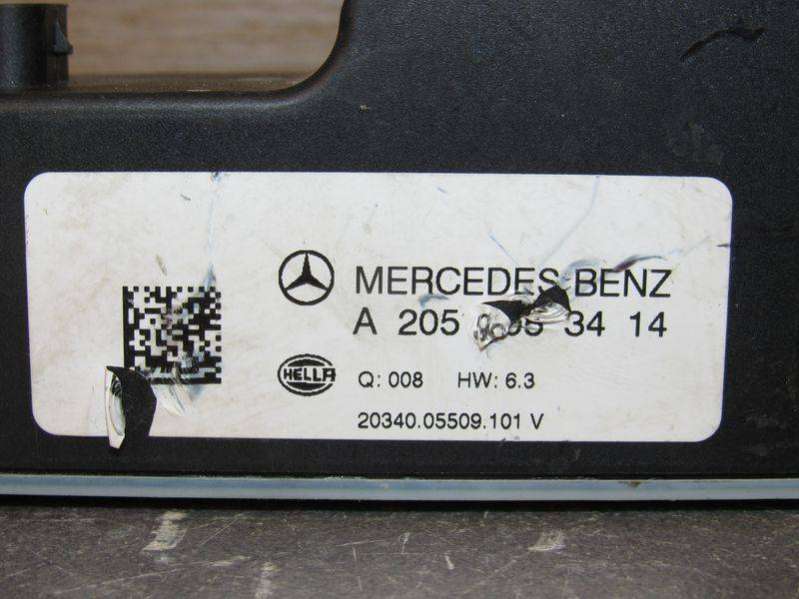 MERCEDES-BENZ
A 205 34 14
HELLA
Q: 008 HW: 6.3
20340.05509.101 V